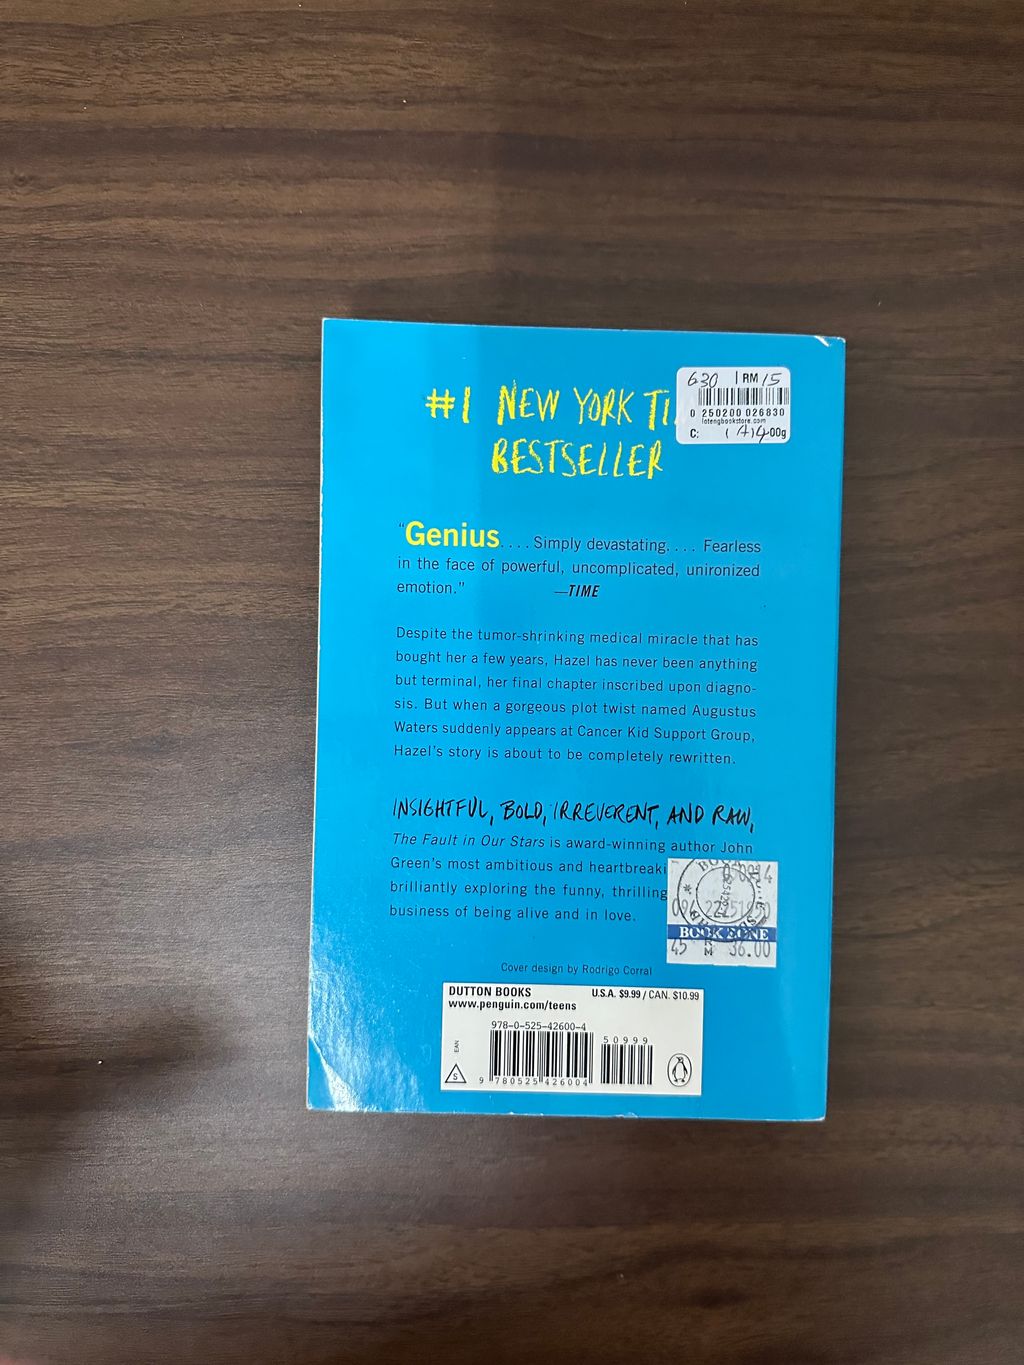 #1 NEW YORK
BESTSELLER
630 | RM 15
0 250200 026830
lotengbookstore.com
C: (A)4.00g
"Genius. . . . Simply devastating. . . . Fearless
in the face of powerful, uncomplicated, unironized
emotion." —TIME
Despite the tumor-shrinking medical miracle that has
bought her a few years, Hazel has never been anything
but terminal, her final chapter inscribed upon diagno-
sis. But when a gorgeous plot twist named Augustus
Waters suddenly appears at Cancer Kid Support Group,
Hazel's story is about to be completely rewritten.
INSIGHTFUL, BOLD, IRREVERENT, AND RAW,
The Fault in Our Stars is award-winning author John
Green's most ambitious and
brilliantly exploring the funny, thrilling
business of being alive and in love.
BOOK ZONE
45 36.00
Cover design by Rodrigo Corral
DUTTON BOOKS U.S.A. $9.99 / CAN. $10.99
www.penguin.com/teens
978-0-525-42600-4
50999
EAN
S
9 780525 426004